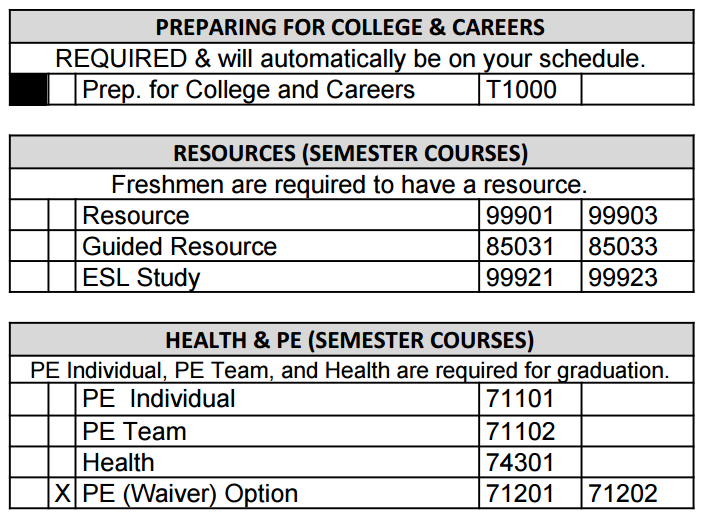 PREPARING FOR COLLEGE & CAREERS
REQUIRED & will automatically be on your schedule.
Prep. for College and Careers T1000
RESOURCES (SEMESTER COURSES)
Freshmen are required to have a resource.
Resource 99901 99903
Guided Resource 85031 85033
ESL Study 99921 99923
HEALTH & PE (SEMESTER COURSES)
PE Individual, PE Team, and Health are required for graduation.
PE Individual 71101
PE Team 71102
Health 74301
X PE (Waiver) Option 71201 71202